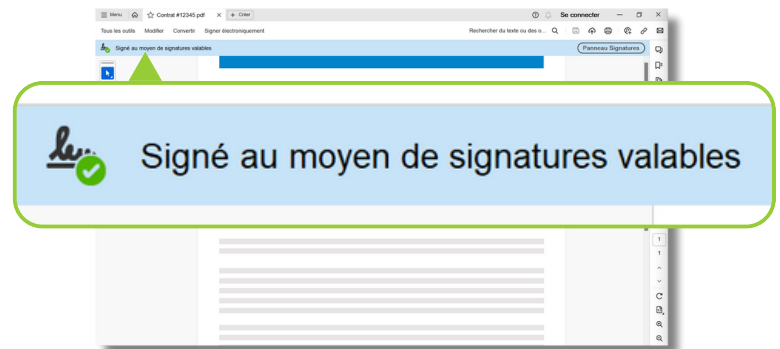 Menu
Contrat #12345.pdf
+ Créer
Se connecter
Tous les outils Modifier Convertir Signer électroniquement
Rechercher du texte ou des o...
Signé au moyen de signatures valables
Panneau Signatures
Signé au moyen de signatures valables
1
1